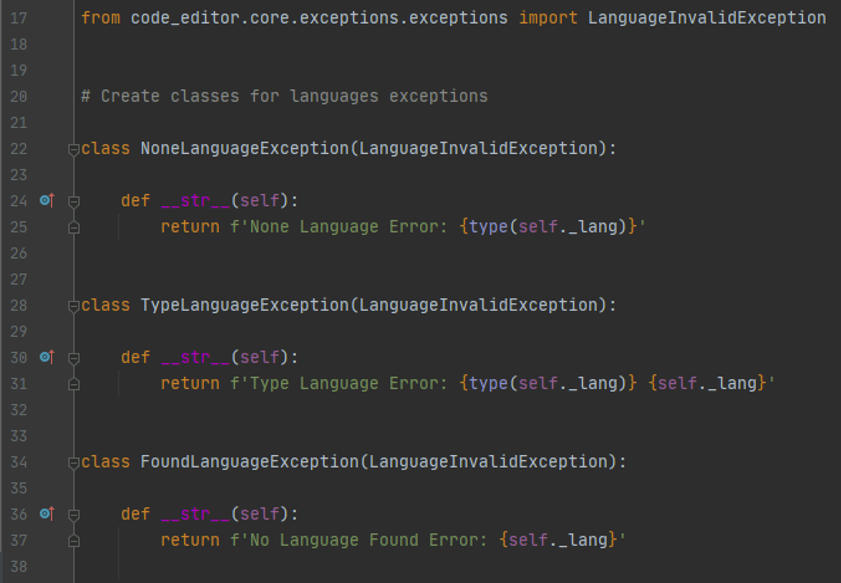 17 from code_editor.core.exceptions.exceptions import LanguageInvalidException
18
19
20 # Create classes for languages exceptions
21
22 class NoneLanguageException(LanguageInvalidException):
23
24     def __str__(self):
25         return f'None Language Error: {type(self._lang)}'
26
27
28 class TypeLanguageException(LanguageInvalidException):
29
30     def __str__(self):
31         return f'Type Language Error: {type(self._lang)} {self._lang}'
32
33
34 class FoundLanguageException(LanguageInvalidException):
35
36     def __str__(self):
37         return f'No Language Found Error: {self._lang}'
38